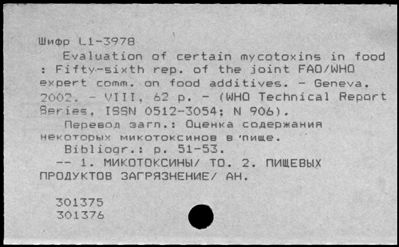 Шифр L1-3978
Evaluation of certain mycotoxins in food
: Fifty-sixth rep. of the joint FAO/WHO
expert comm. on food additives. - Geneva,
2002. - VIII, 62 p. - (WHO Technical Report
Series, ISSN 0512-3054; N 906).
Перевод загл.: Оценка содержания
некоторых микотоксинов в пище.
Bibliogr.: p. 51-53.
-- 1. МИКОТОКСИНЫ/ ТО. 2. ПИЩЕВЫХ
ПРОДУКТОВ ЗАГРЯЗНЕНИЕ/ АН.
301375
301376